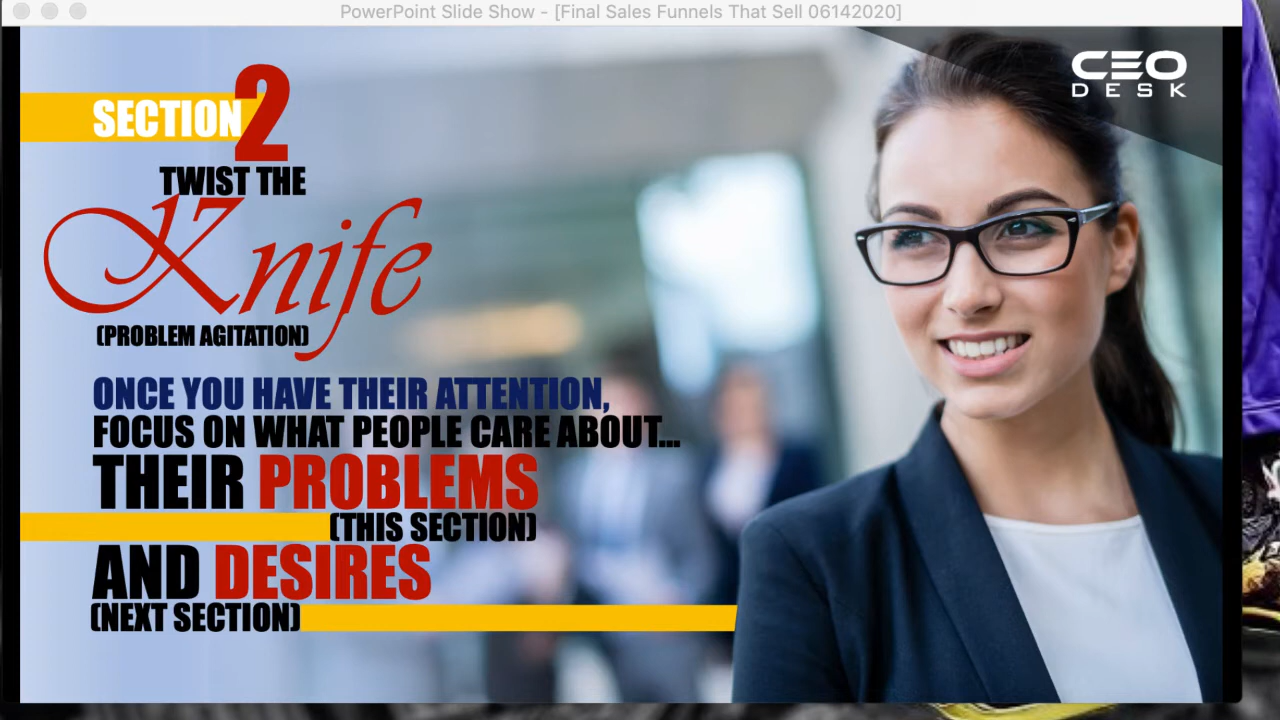 PowerPoint Slide Show - [Final Sales Funnels That Sell 06142020]
CEO
DESK
SECTION 2
TWIST THE
Knife
(PROBLEM AGITATION)
ONCE YOU HAVE THEIR ATTENTION,
FOCUS ON WHAT PEOPLE CARE ABOUT...
THEIR PROBLEMS
(THIS SECTION)
AND DESIRES
(NEXT SECTION)